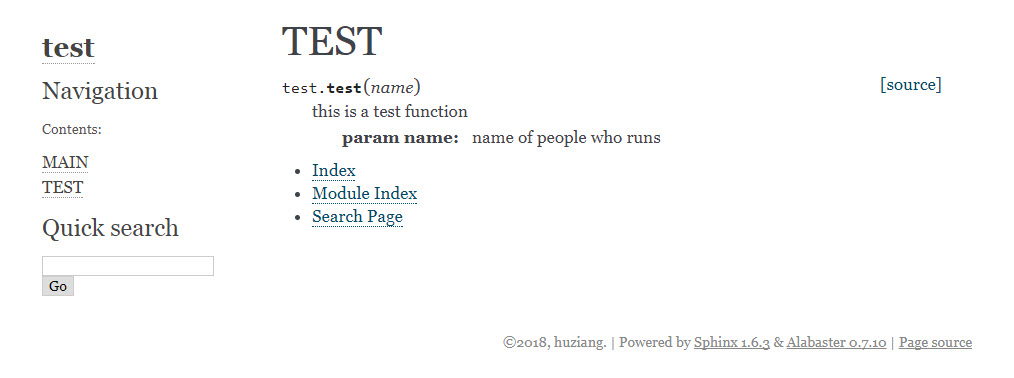 test
Navigation
Contents:
MAIN
TEST
Quick search
Go
TEST
test.test(name) [source]
this is a test function
param name: name of people who runs
Index
Module Index
Search Page
©2018, huziang. | Powered by Sphinx 1.6.3 & Alabaster 0.7.10 | Page source